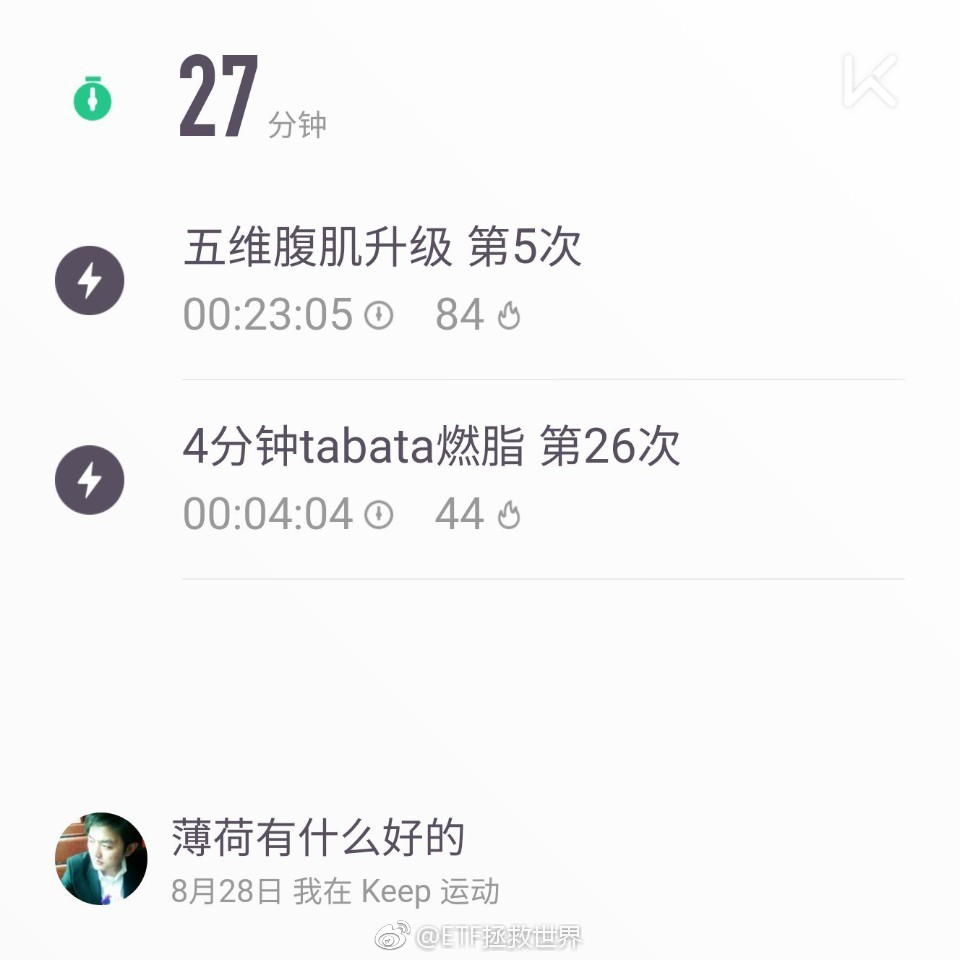 27 分钟
五维腹肌升级 第5次
00:23:05 84
4分钟tabata燃脂 第26次
00:04:04 44
薄荷有什么好的
8月28日 我在 Keep 运动
@ETF拯救世界